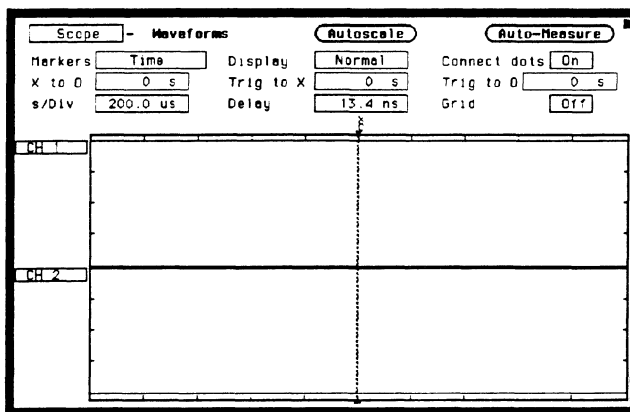 Scope - Waveforms Autoscale Auto-Measure
Markers Time Display Normal Connect dots On
X to O 0 s Trig to X 0 s Trig to O 0 s
s/Div 200.0 us Delay 13.4 ns Grid Off
CH 1
CH 2